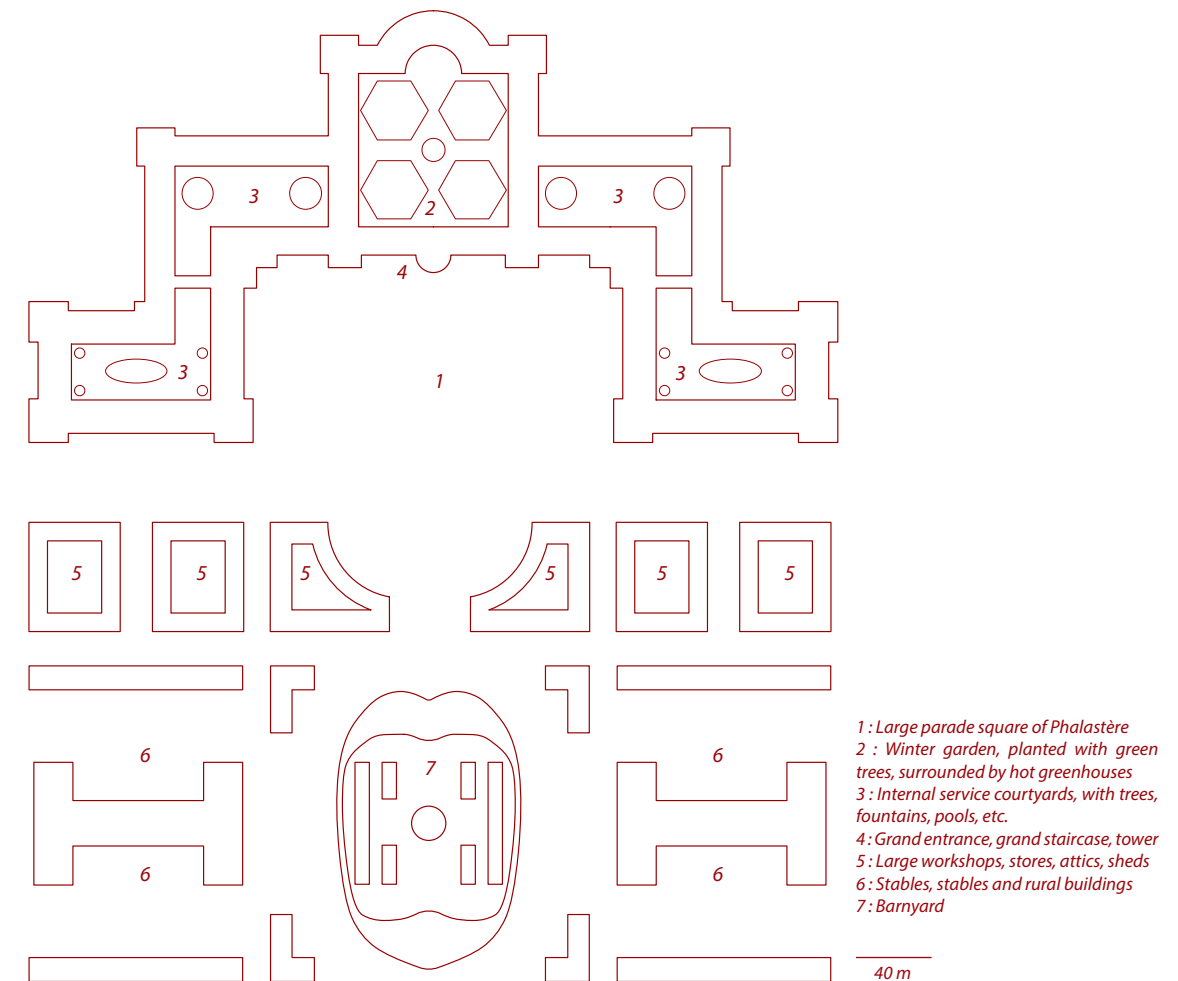 3
3
2
4
3
3
1
5
5
5
5
5
5
6
6
7
6
6
1 : Large parade square of Phalastère
2 : Winter garden, planted with green
trees, surrounded by hot greenhouses
3 : Internal service courtyards, with trees,
fountains, pools, etc.
4 : Grand entrance, grand staircase, tower
5 : Large workshops, stores, attics, sheds
6 : Stables, stables and rural buildings
7 : Barnyard
40 m